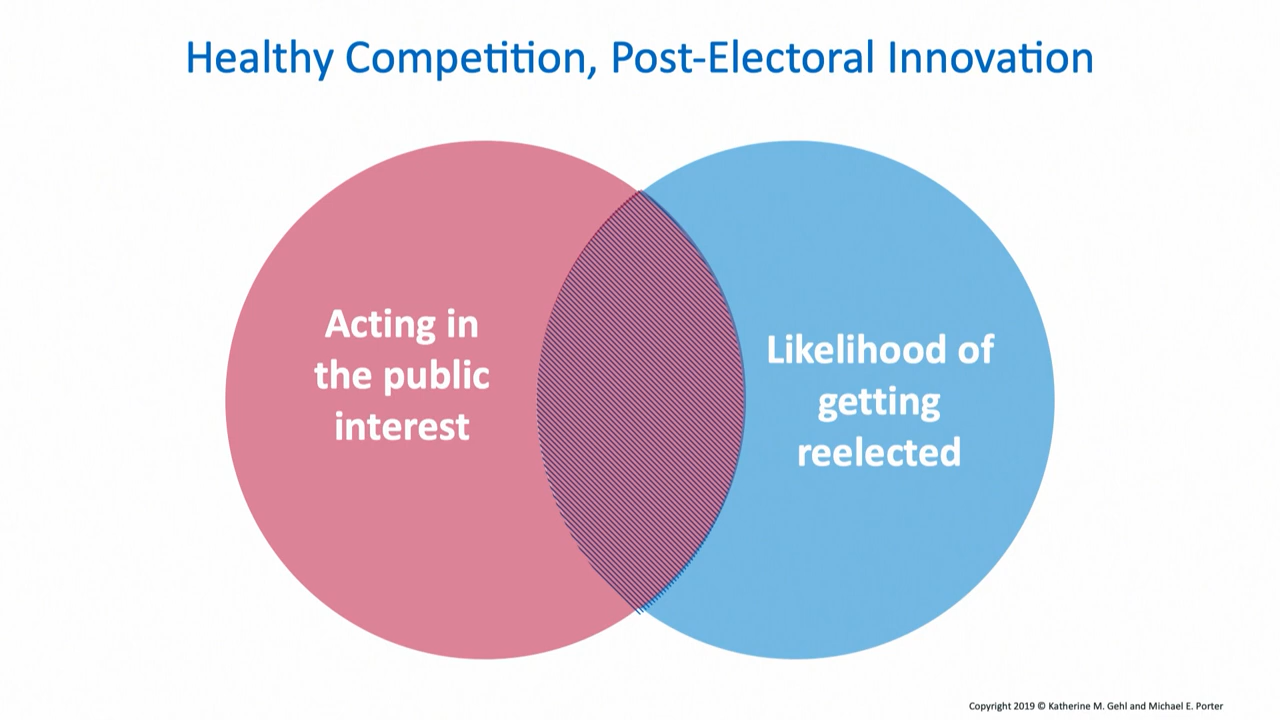 Healthy Competition, Post-Electoral Innovation
Acting in
the public
interest
Likelihood of
getting
reelected
Copyright 2019 © Katherine M. Gehl and Michael E. Porter